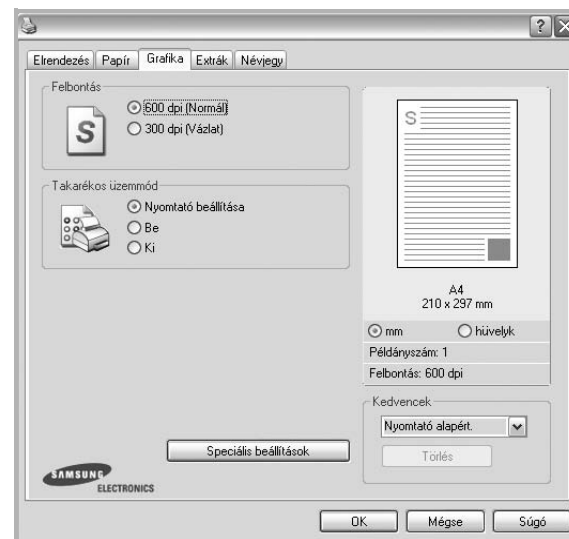 Elrendezés Papír Grafika Extrák Névjegy
Felbontás
600 dpi (Normál)
300 dpi (Vázlat)
S
Takarékos üzemmód
Nyomtató beállítása
Be
Ki
S
A4
210 x 297 mm
mm hüvelyk
Példányszám: 1
Felbontás: 600 dpi
Kedvencek
Nyomtató alapért.
Törlés
Speciális beállítások
SAMSUNG
ELECTRONICS
OK Mégse Súgó